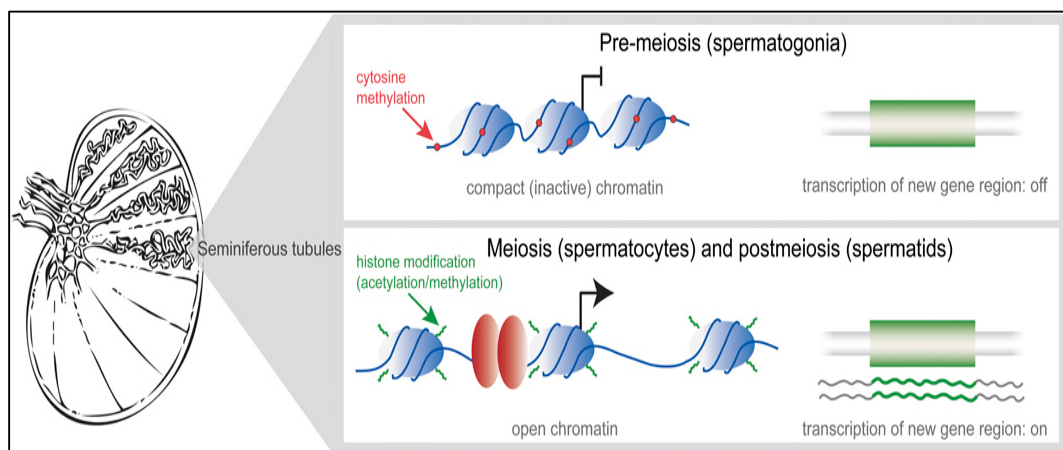 Pre-meiosis (spermatogonia)
cytosine
methylation
compact (inactive) chromatin
transcription of new gene region: off
Seminiferous tubules
Meiosis (spermatocytes) and postmeiosis (spermatids)
histone modification
(acetylation/methylation)
open chromatin
transcription of new gene region: on